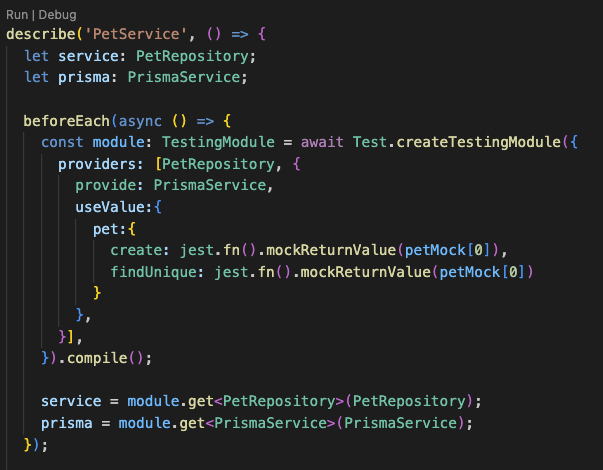 Run | Debug
describe('PetService', () => {
let service: PetRepository;
let prisma: PrismaService;
beforeEach(async () => {
const module: TestingModule = await Test.createTestingModule({
providers: [PetRepository, {
provide: PrismaService,
useValue:{
pet:{
create: jest.fn().mockReturnValue(petMock[0]),
findUnique: jest.fn().mockReturnValue(petMock[0])
}
},
}],
}).compile();
service = module.get<PetRepository>(PetRepository);
prisma = module.get<PrismaService>(PrismaService);
});